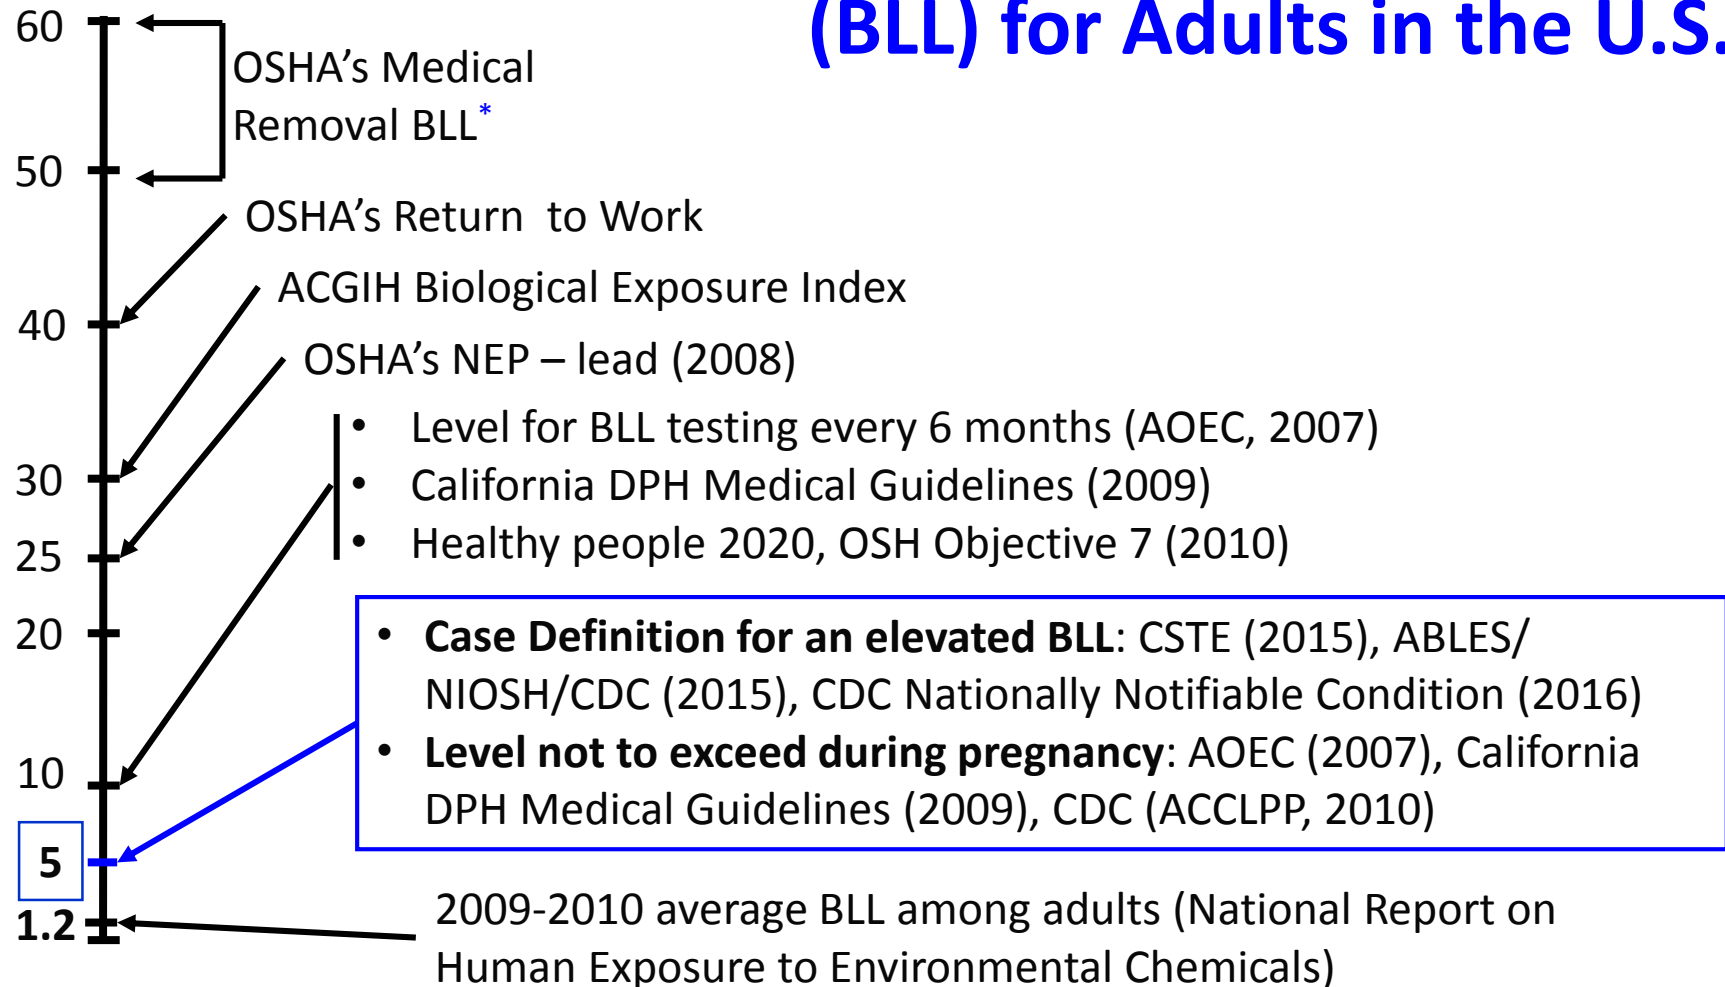 (BLL) for Adults in the U.S.
60
OSHA's Medical
Removal BLL*
50
OSHA's Return  to Work
ACGIH Biological Exposure Index
40
OSHA's NEP – lead (2008)
• Level for BLL testing every 6 months (AOEC, 2007)
30
• California DPH Medical Guidelines (2009)
• Healthy people 2020, OSH Objective 7 (2010)
25
20
• Case Definition for an elevated BLL: CSTE (2015), ABLES/
NIOSH/CDC (2015), CDC Nationally Notifiable Condition (2016)
• Level not to exceed during pregnancy: AOEC (2007), California
DPH Medical Guidelines (2009), CDC (ACCLPP, 2010)
10
5
1.2
2009-2010 average BLL among adults (National Report on
Human Exposure to Environmental Chemicals)